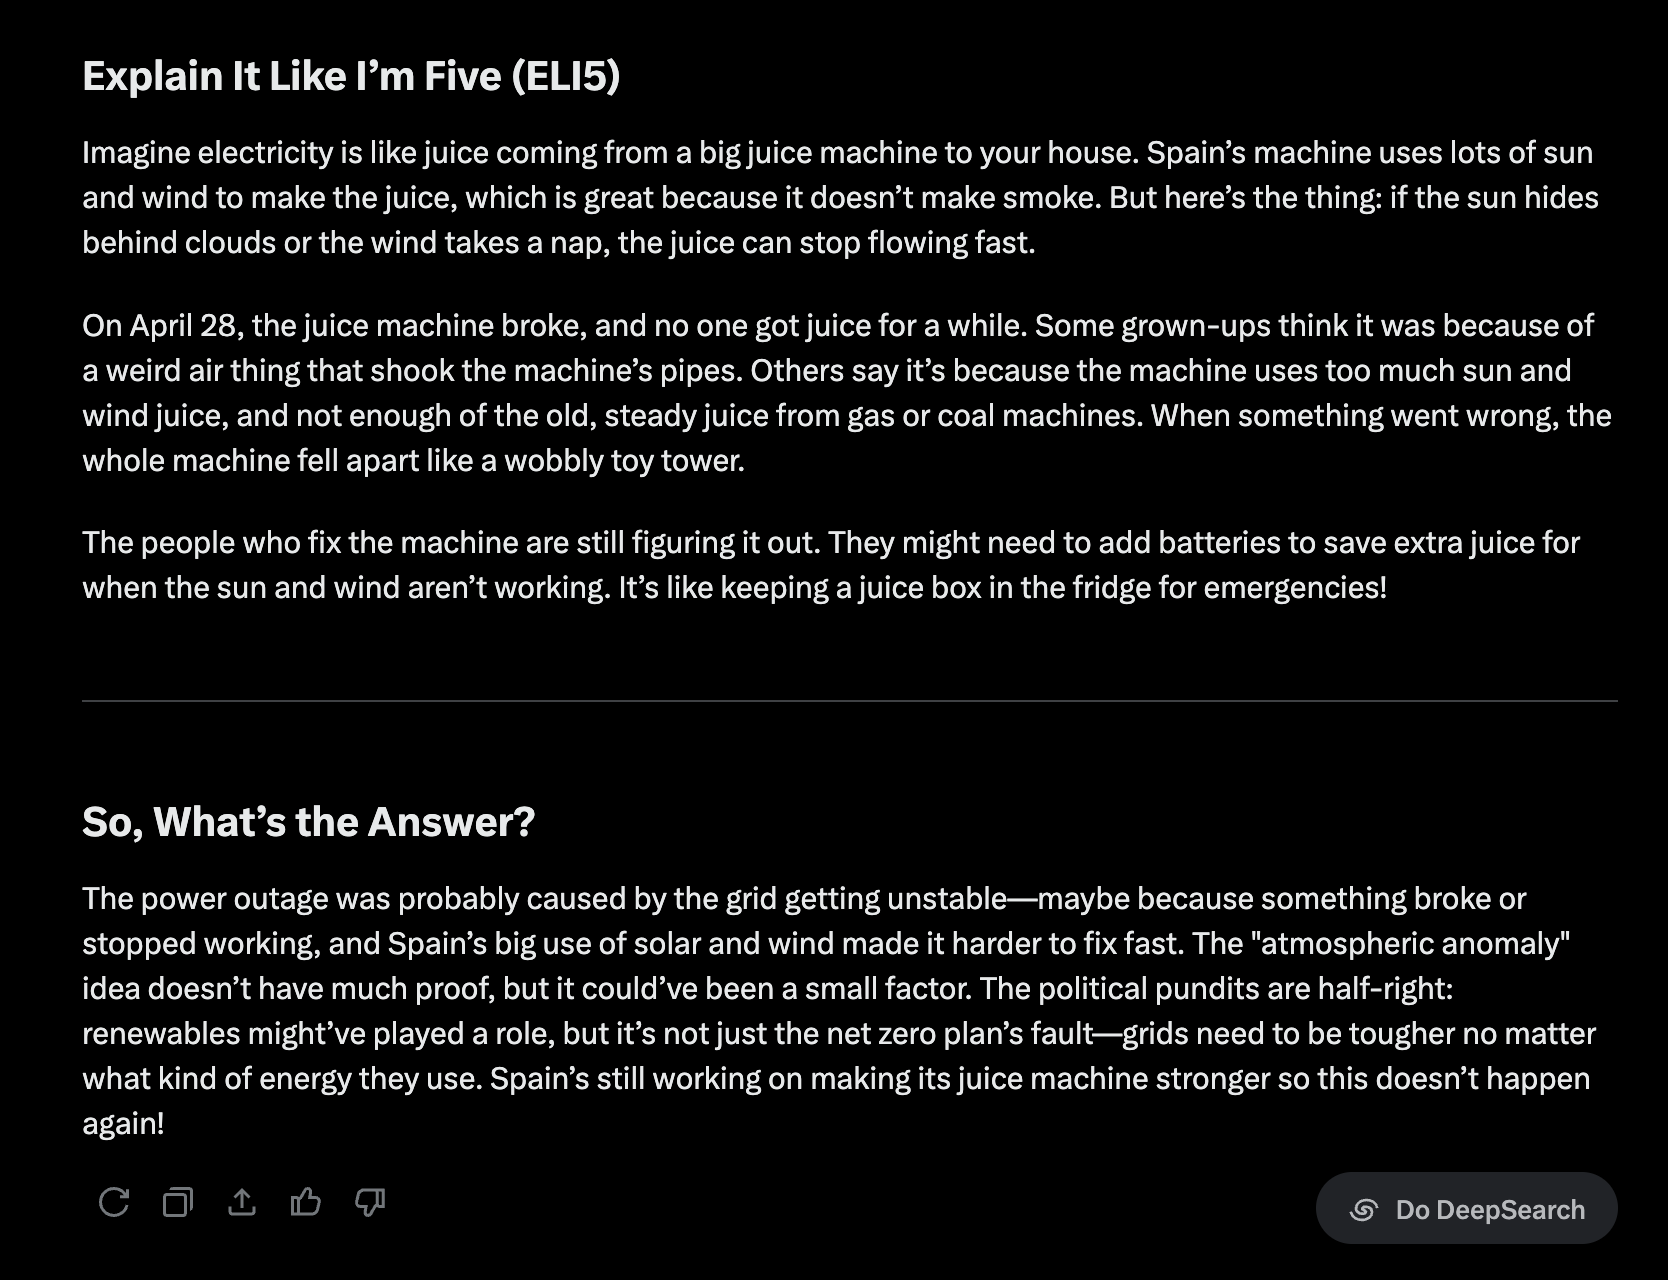 Explain It Like I’m Five (ELI5)
Imagine electricity is like juice coming from a big juice machine to your house. Spain’s machine uses lots of sun
and wind to make the juice, which is great because it doesn’t make smoke. But here’s the thing: if the sun hides
behind clouds or the wind takes a nap, the juice can stop flowing fast.
On April 28, the juice machine broke, and no one got juice for a while. Some grown-ups think it was because of
a weird air thing that shook the machine’s pipes. Others say it’s because the machine uses too much sun and
wind juice, and not enough of the old, steady juice from gas or coal machines. When something went wrong, the
whole machine fell apart like a wobbly toy tower.
The people who fix the machine are still figuring it out. They might need to add batteries to save extra juice for
when the sun and wind aren’t working. It’s like keeping a juice box in the fridge for emergencies!
So, What’s the Answer?
The power outage was probably caused by the grid getting unstable—maybe because something broke or
stopped working, and Spain’s big use of solar and wind made it harder to fix fast. The "atmospheric anomaly"
idea doesn’t have much proof, but it could’ve been a small factor. The political pundits are half-right:
renewables might’ve played a role, but it’s not just the net zero plan’s fault—grids need to be tougher no matter
what kind of energy they use. Spain’s still working on making its juice machine stronger so this doesn’t happen
again!
Do DeepSearch